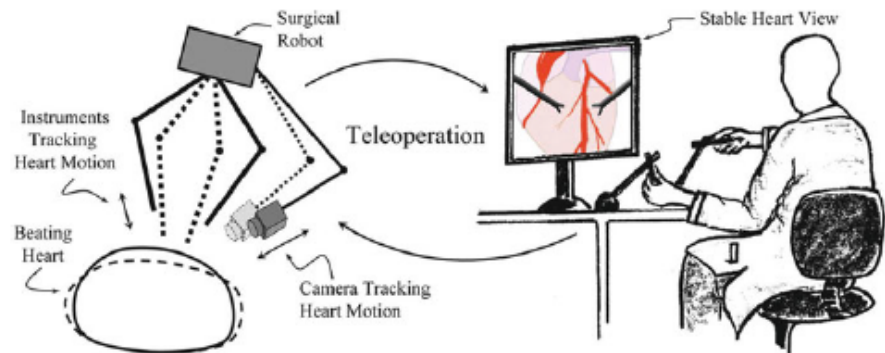 Surgical
Robot
Stable Heart View
Instruments
Tracking
Heart Motion
Teleoperation
Beating
Heart
Camera Tracking
Heart Motion